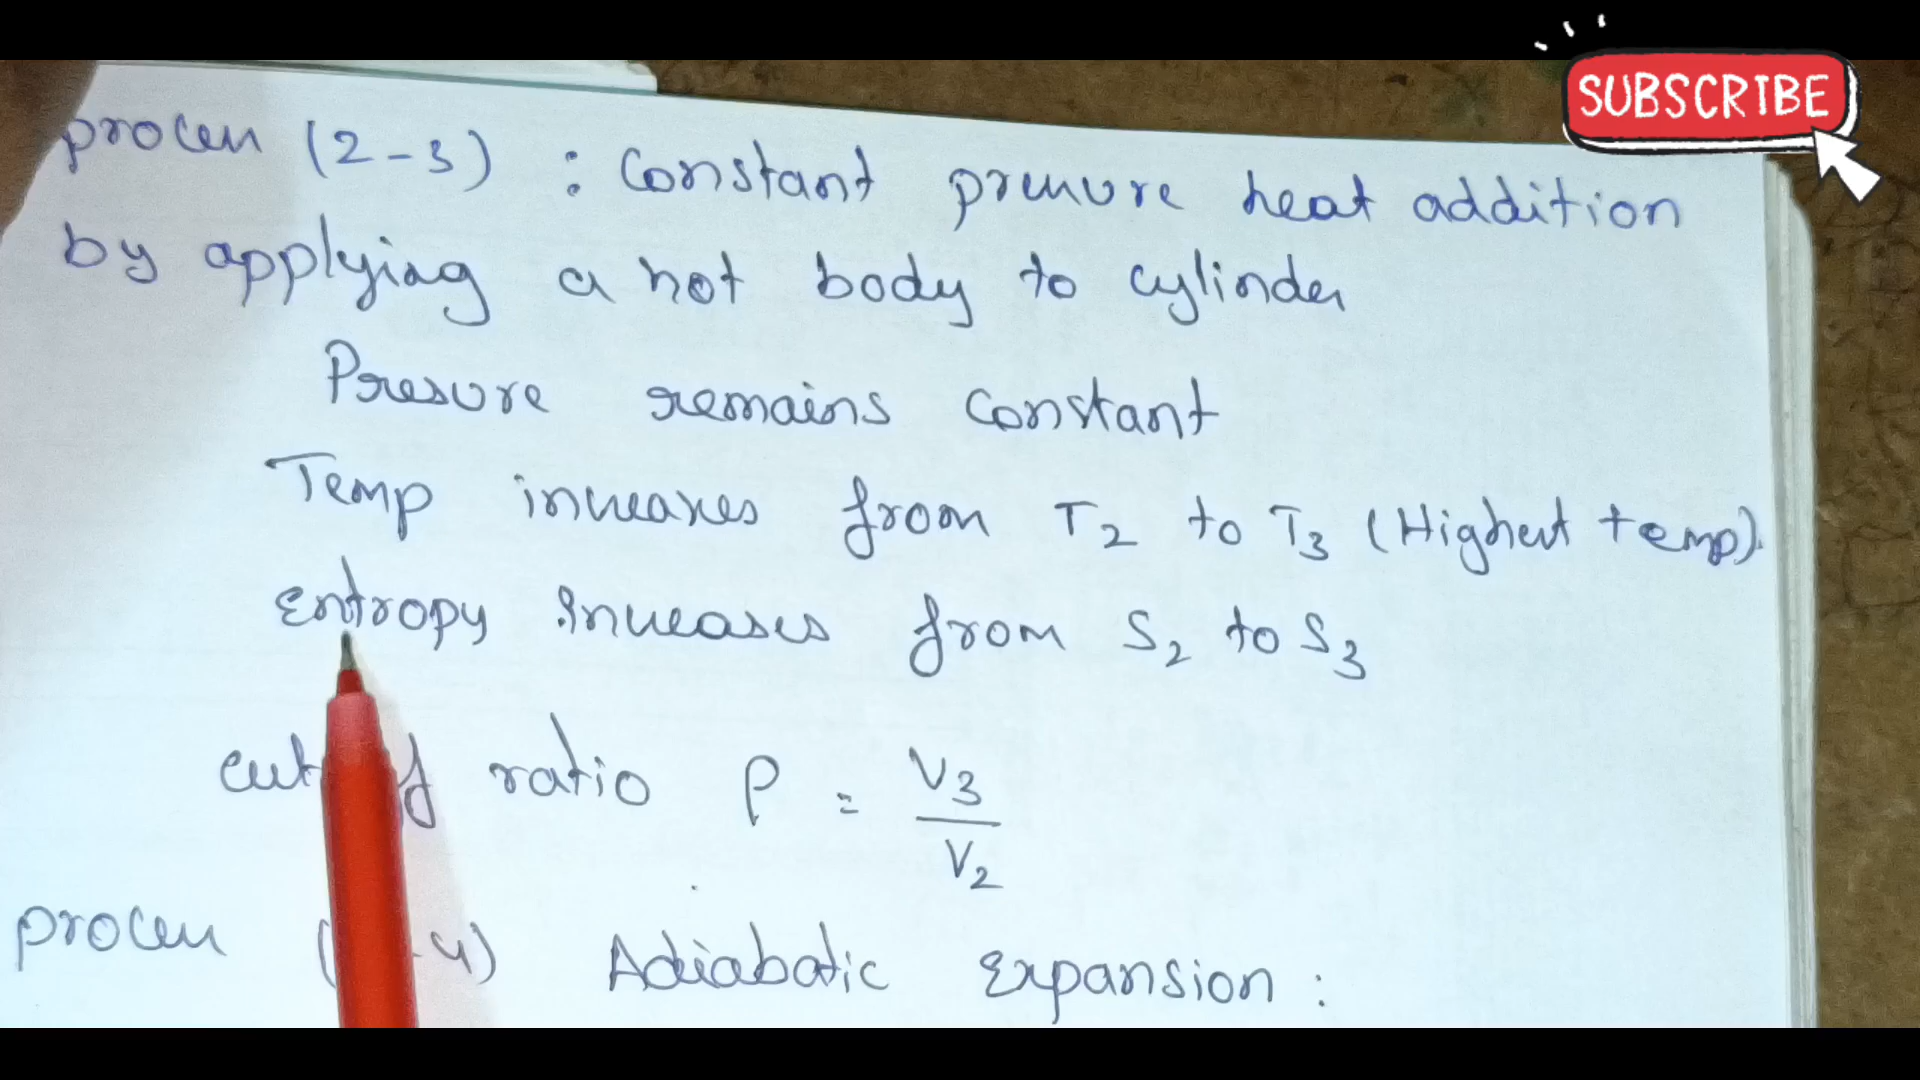 SUBSCRIBE
process (2-3) : Constant pressure heat addition
by applying a hot body to cylinder
Presure remains constant
Temp increases from T2 to T3 (Highest temp).
Entropy increases from S2 to S3
ratio ρ = V3/V2
process Adiabatic Expansion :